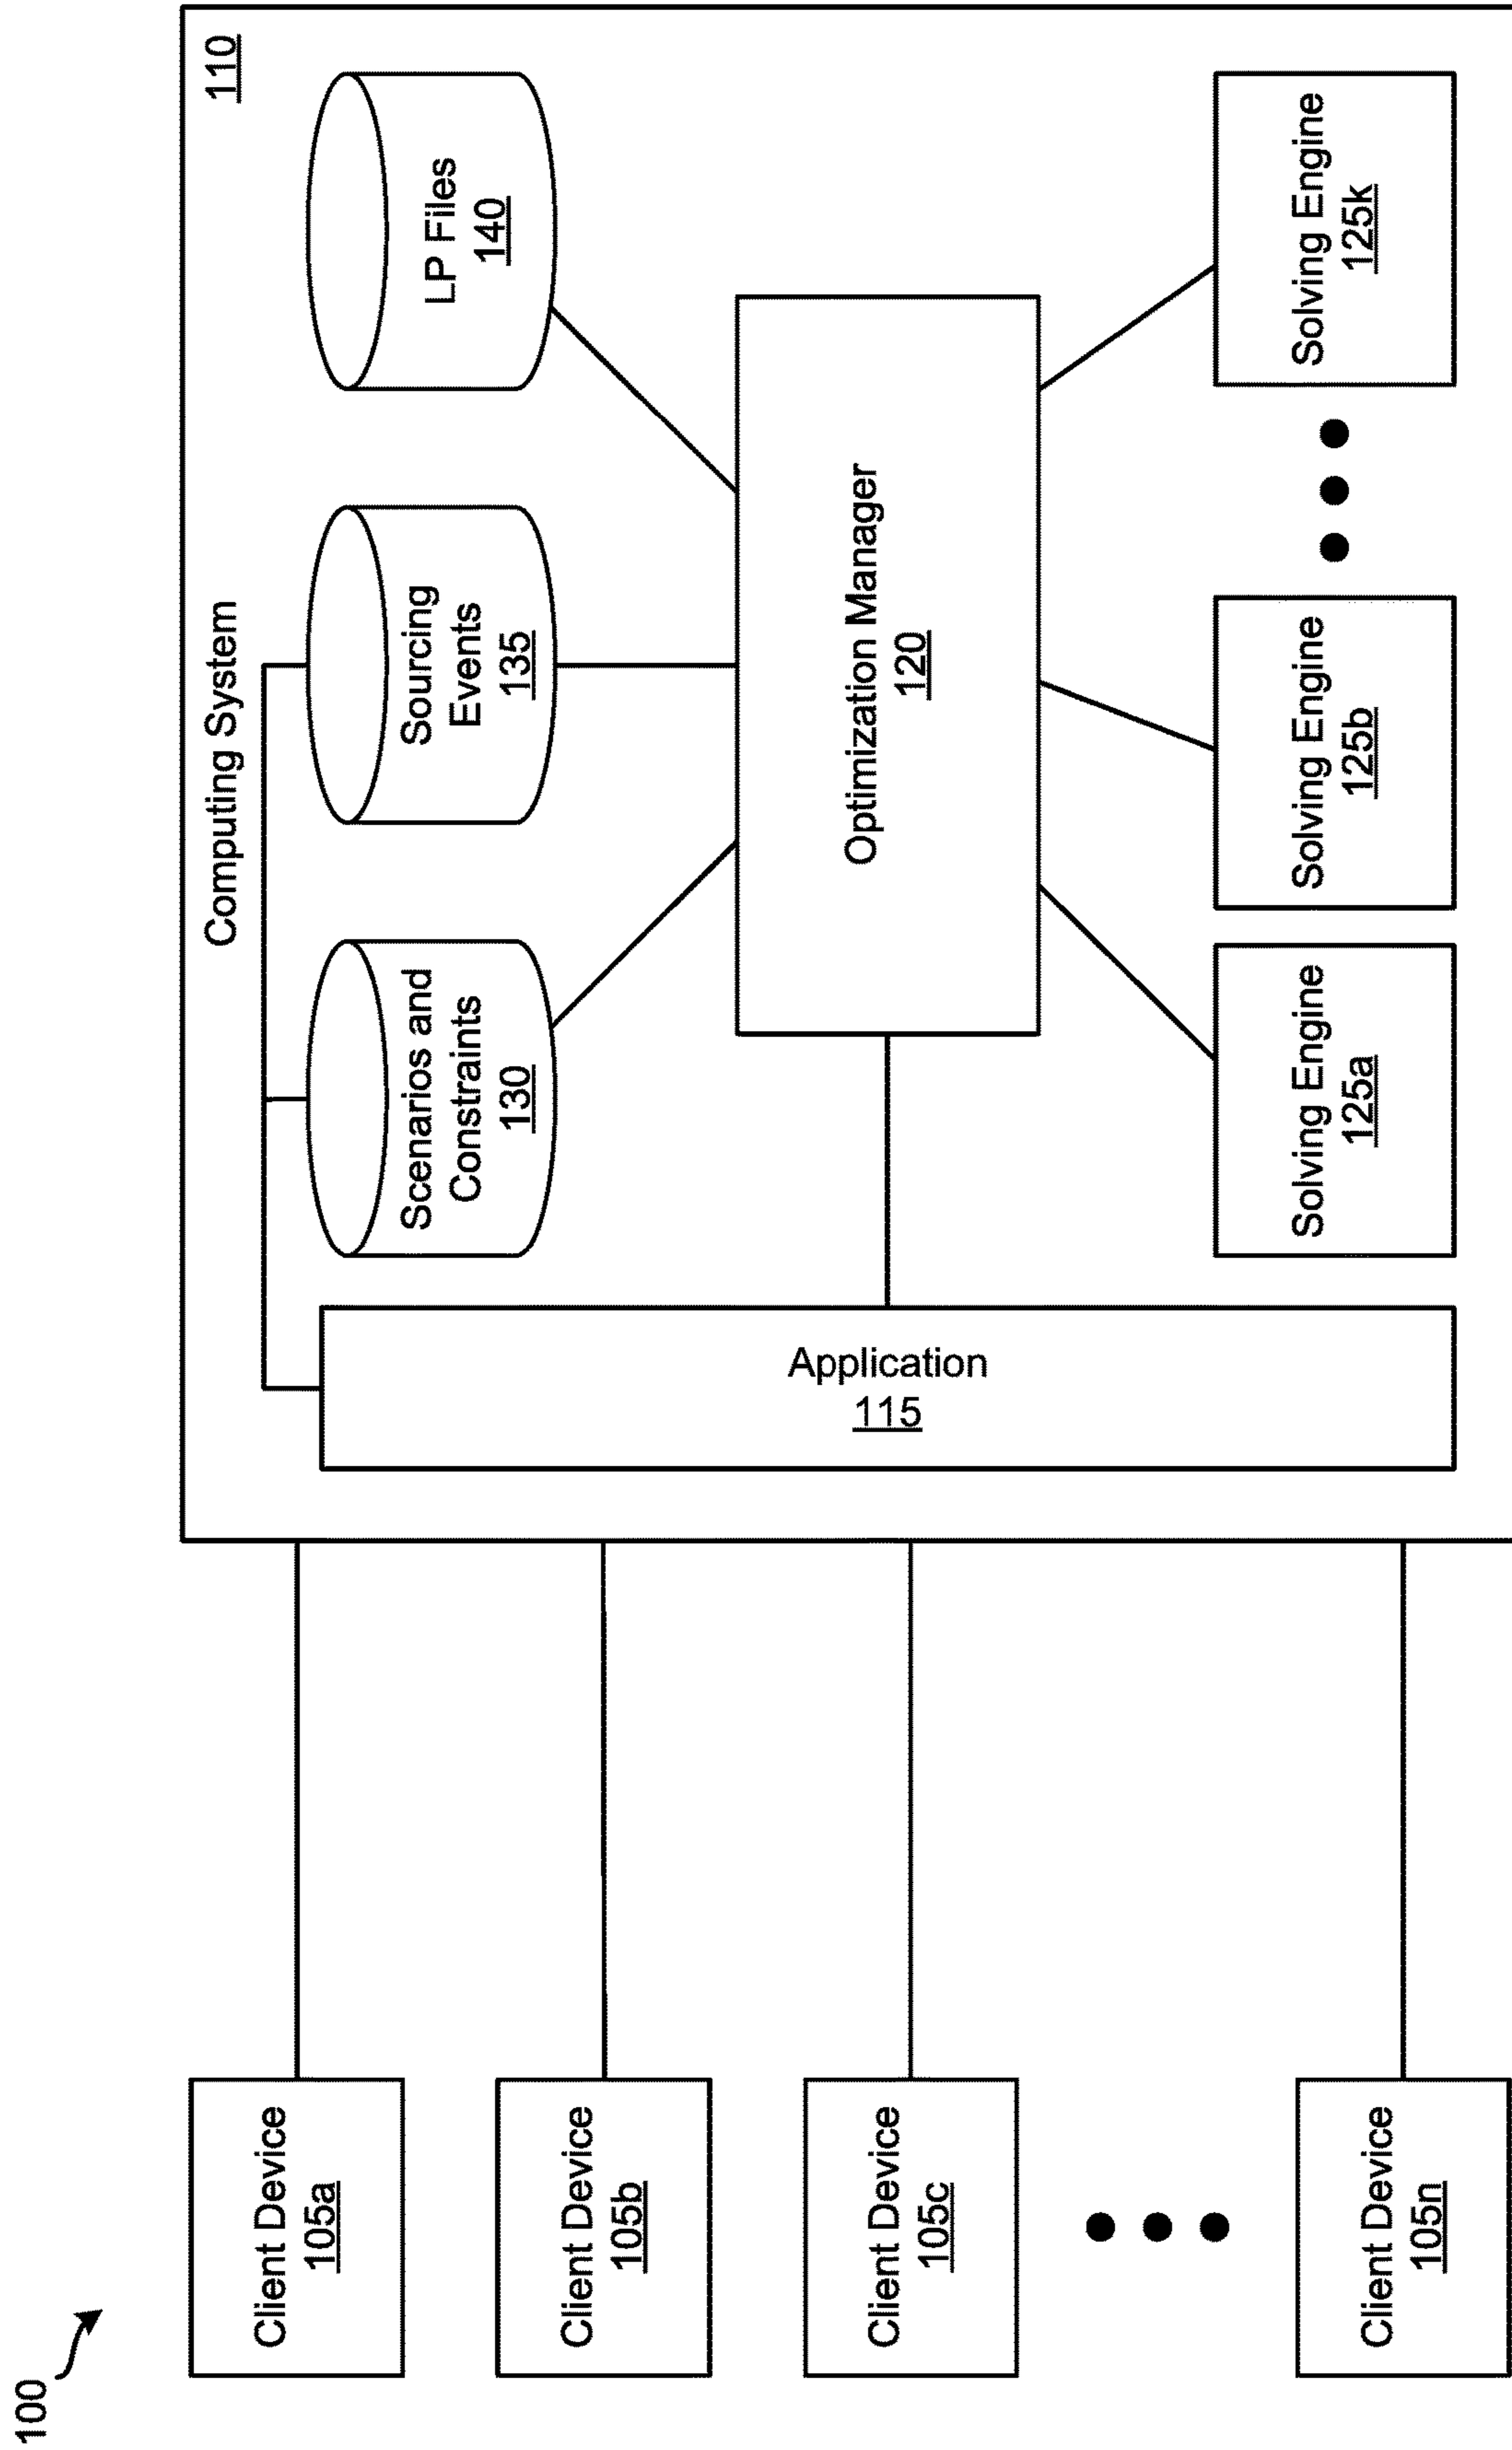 100
Client Device
105a
Client Device
105b
Client Device
105c
Client Device
105n
Computing System
110
Application
115
Scenarios and
Constraints
130
Sourcing
Events
135
LP Files
140
Optimization Manager
120
Solving Engine
125a
Solving Engine
125b
Solving Engine
125k